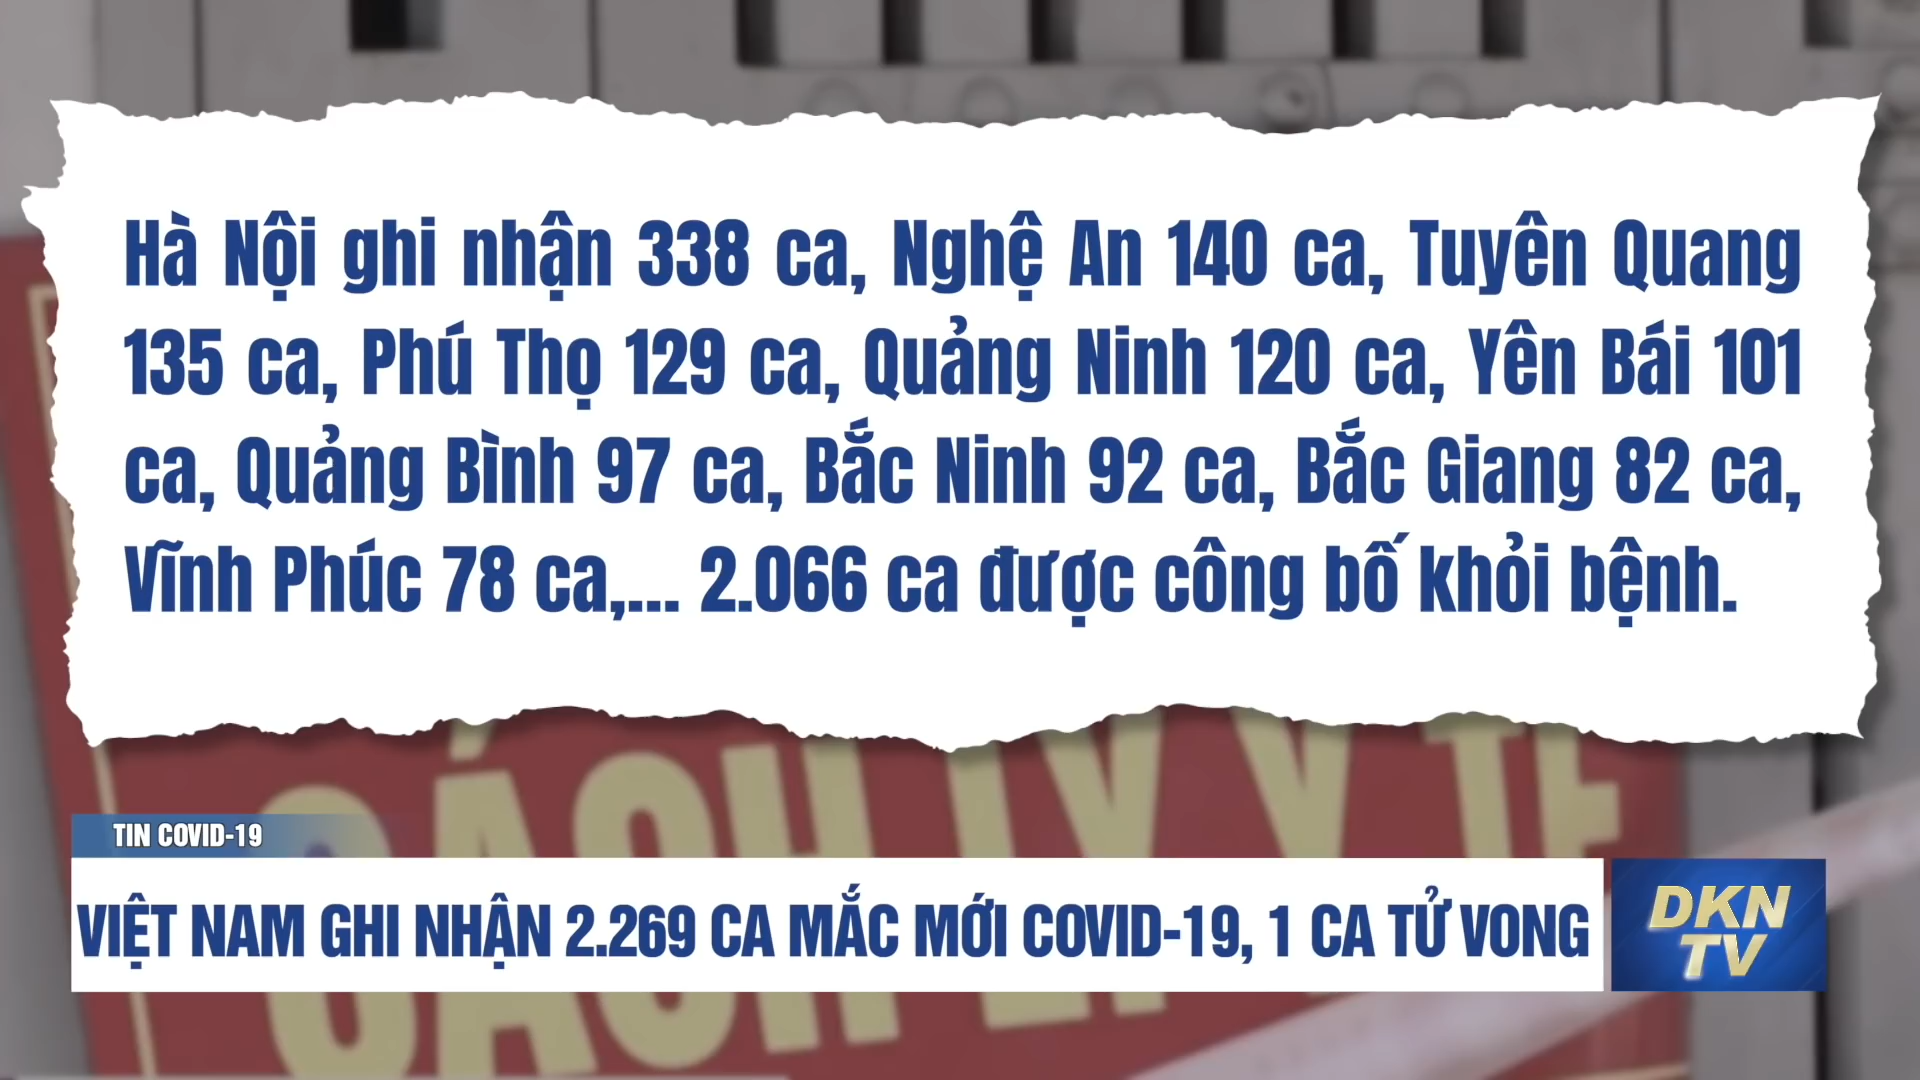 Hà Nội ghi nhận 338 ca, Nghệ An 140 ca, Tuyên Quang
135 ca, Phú Thọ 129 ca, Quảng Ninh 120 ca, Yên Bái 101
ca, Quảng Bình 97 ca, Bắc Ninh 92 ca, Bắc Giang 82 ca,
Vĩnh Phúc 78 ca,... 2.066 ca được công bố khỏi bệnh.
CÁCH LY Y TẾ
TIN COVID-19
VIỆT NAM GHI NHẬN 2.269 CA MẮC MỚI COVID-19, 1 CA TỬ VONG
DKN
TV